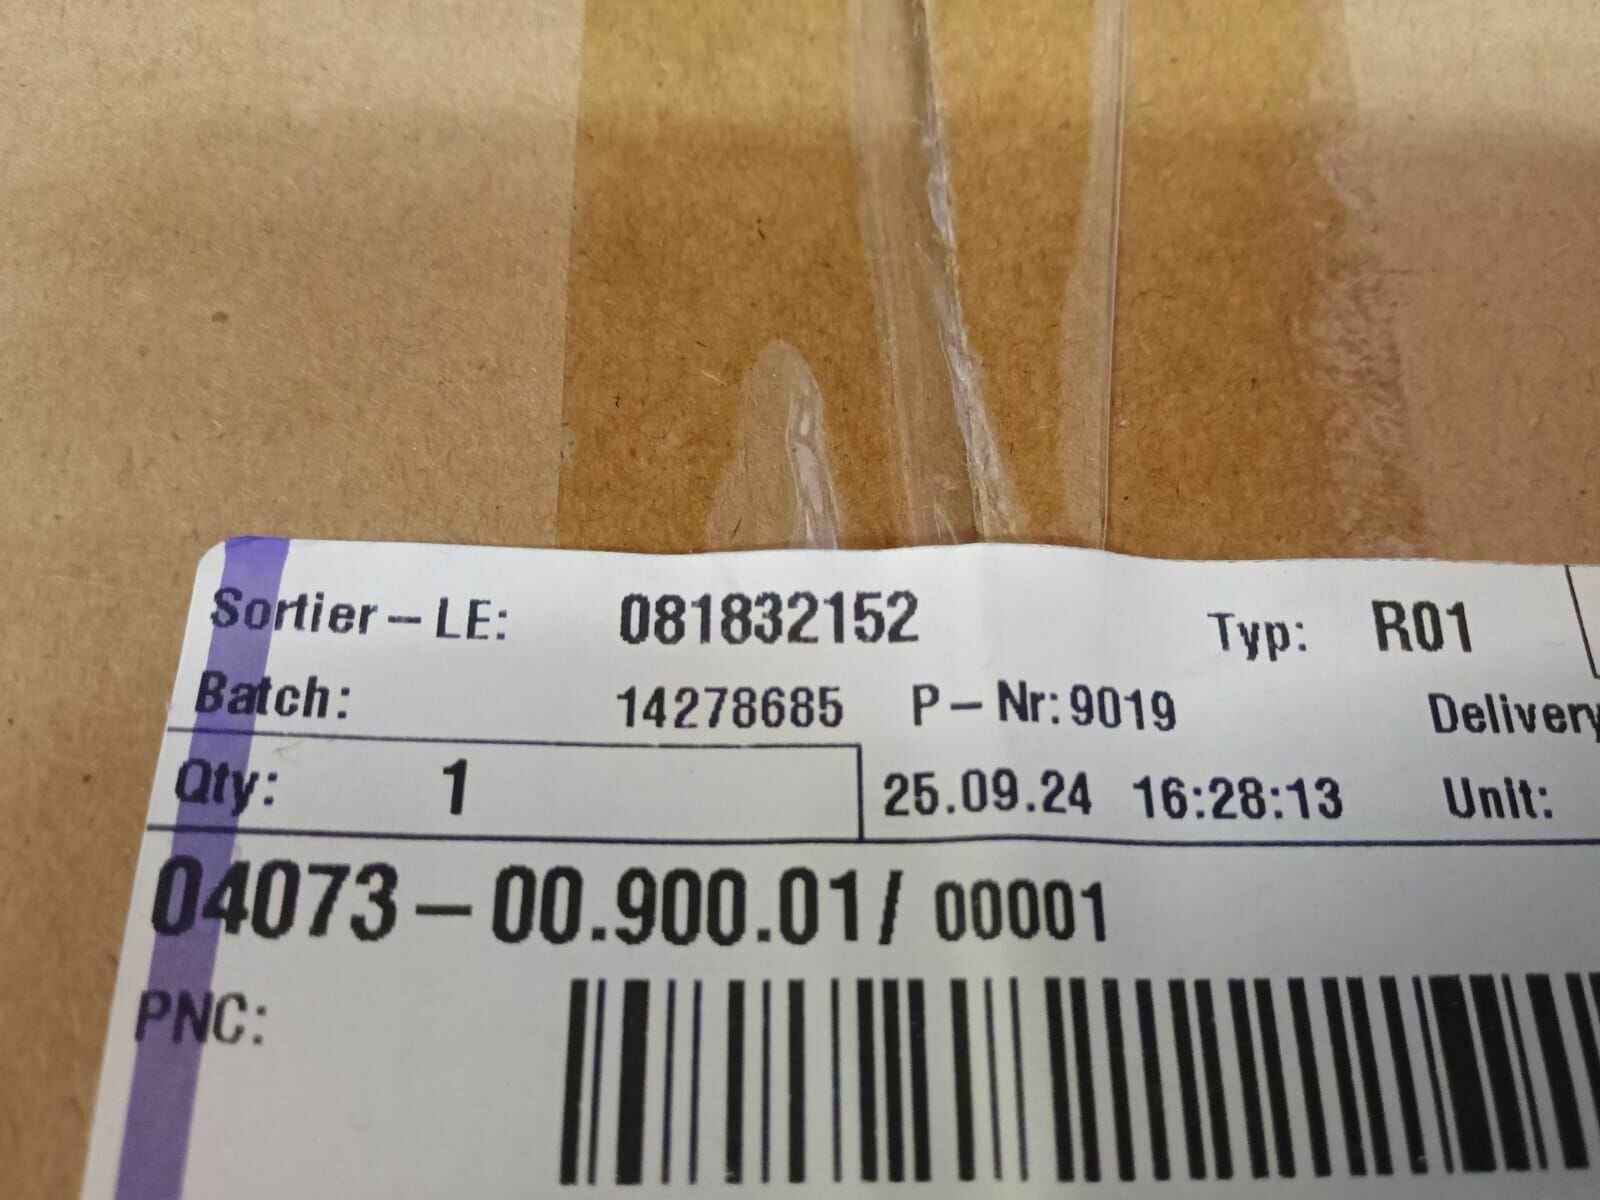 Sortier-LE: 081832152 Typ: R01
Batch: 14278685 P-Nr: 9019 Delivery
Qty: 1 25.09.24 16:28:13 Unit:
04073-00.900.01/ 00001
PNC: